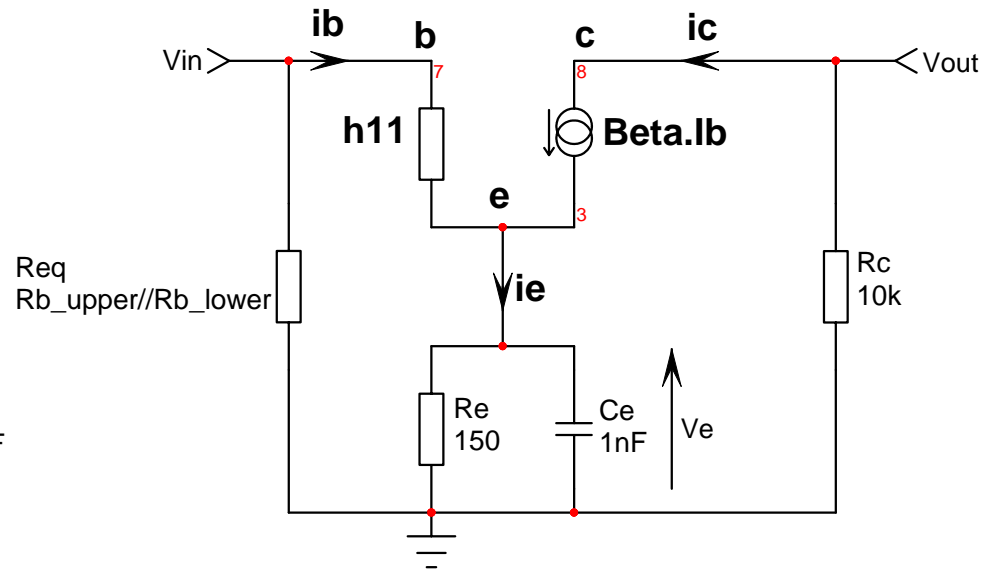 ib
b
c
ic
Vin
7
8
Vout
h11
Beta.Ib
e
3
Req
Rb_upper//Rb_lower
ie
Rc
10k
Re
150
Ce
1nF
Ve
F